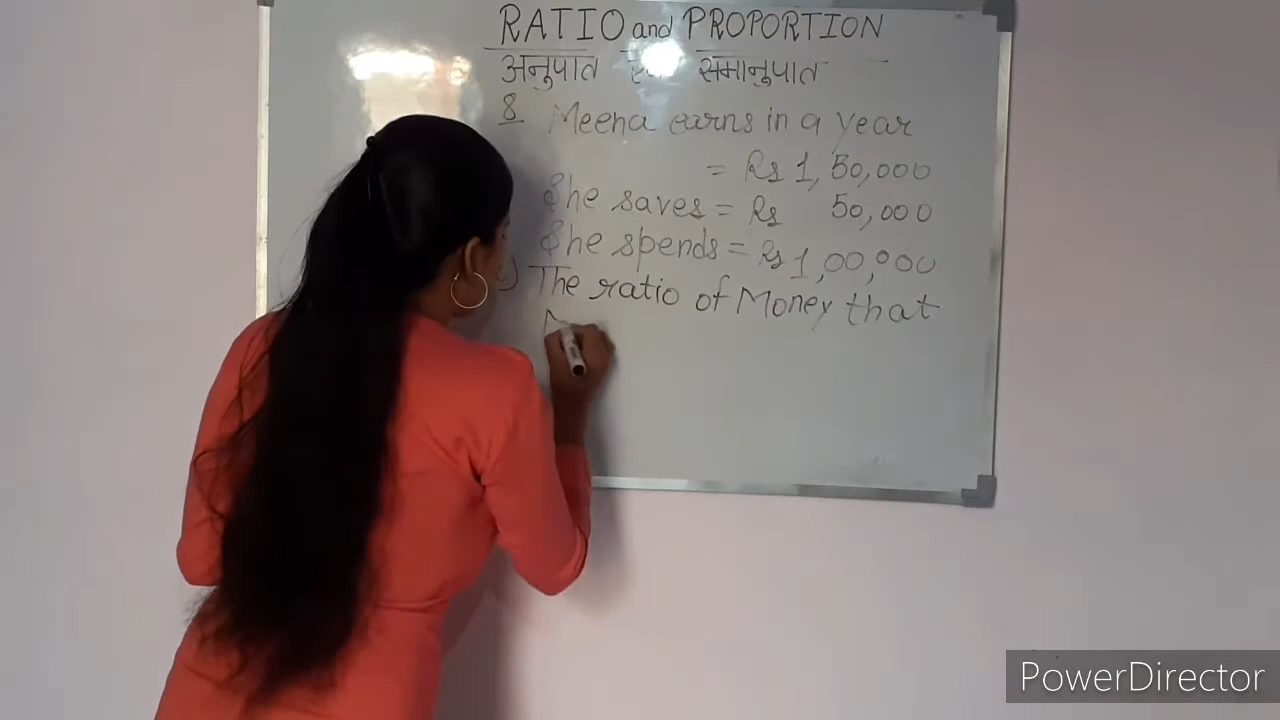 RATIO and PROPORTION
अनुपात समानुपात
8 Meena earns in a year
= Rs 1,50,000
She saves = Rs 50,000
She spends = Rs 1,00,000
) The ratio of Money that
PowerDirector